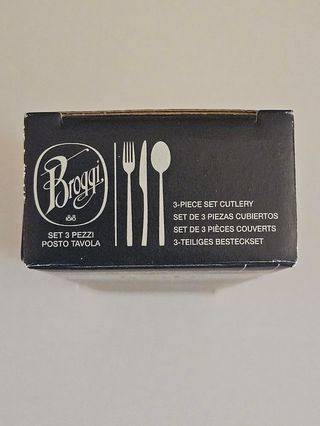 Broggi
SET 3 PEZZI
POSTO TAVOLA
3-PIECE SET CUTLERY
SET DE 3 PIEZAS CUBIERTOS
SET DE 3 PIÈCES COUVERTS
3-TEILIGES BESTECKSET